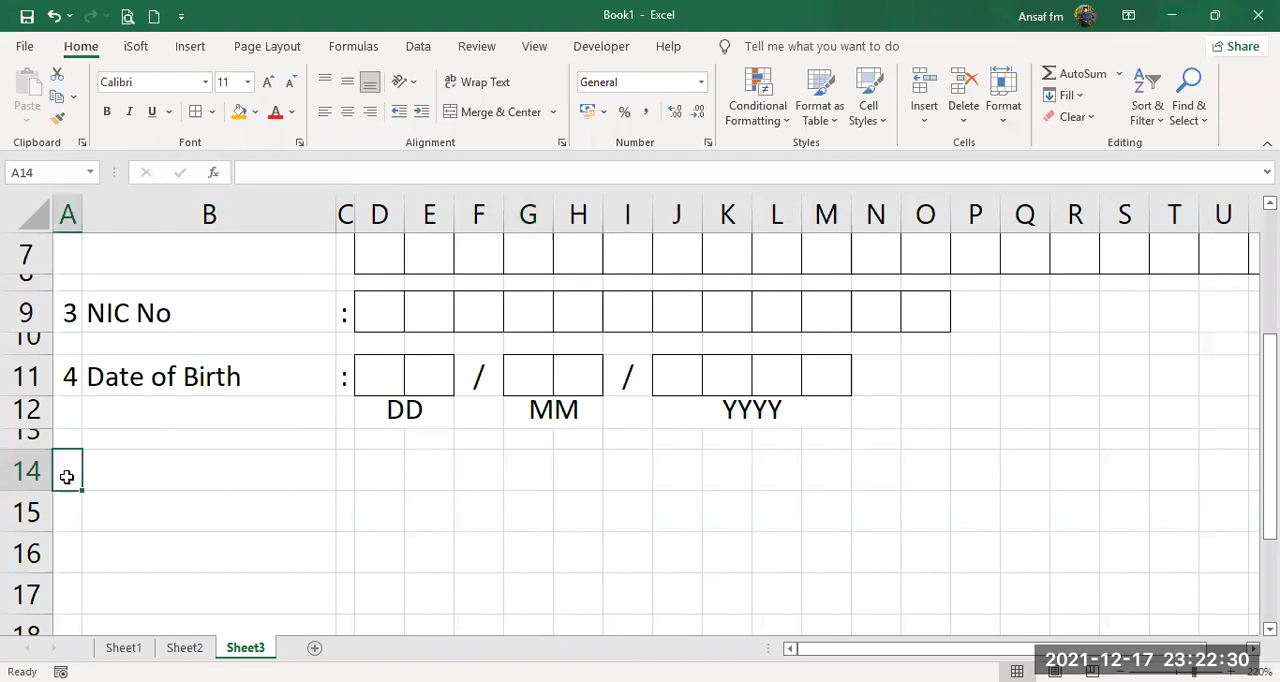 Book1 - Excel
Ansaf fm
File Home iSoft Insert Page Layout Formulas Data Review View Developer Help Tell me what you want to do Share
Paste
Calibri 11
Wrap Text
General
Conditional Formatting
Format as Table
Cell Styles
Insert Delete Format
AutoSum
Fill
Clear
Sort & Filter
Find & Select
B I U A
Merge & Center
% ,
Clipboard Font Alignment Number Styles Cells Editing
A14 fx
A B C D E F G H I J K L M N O P Q R S T U
7
8
9 3 NIC No :
10
11 4 Date of Birth : / /
12 DD MM YYYY
13
14
15
16
17
18
Sheet1 Sheet2 Sheet3
Ready
2021-12-17 23:22:30
220%